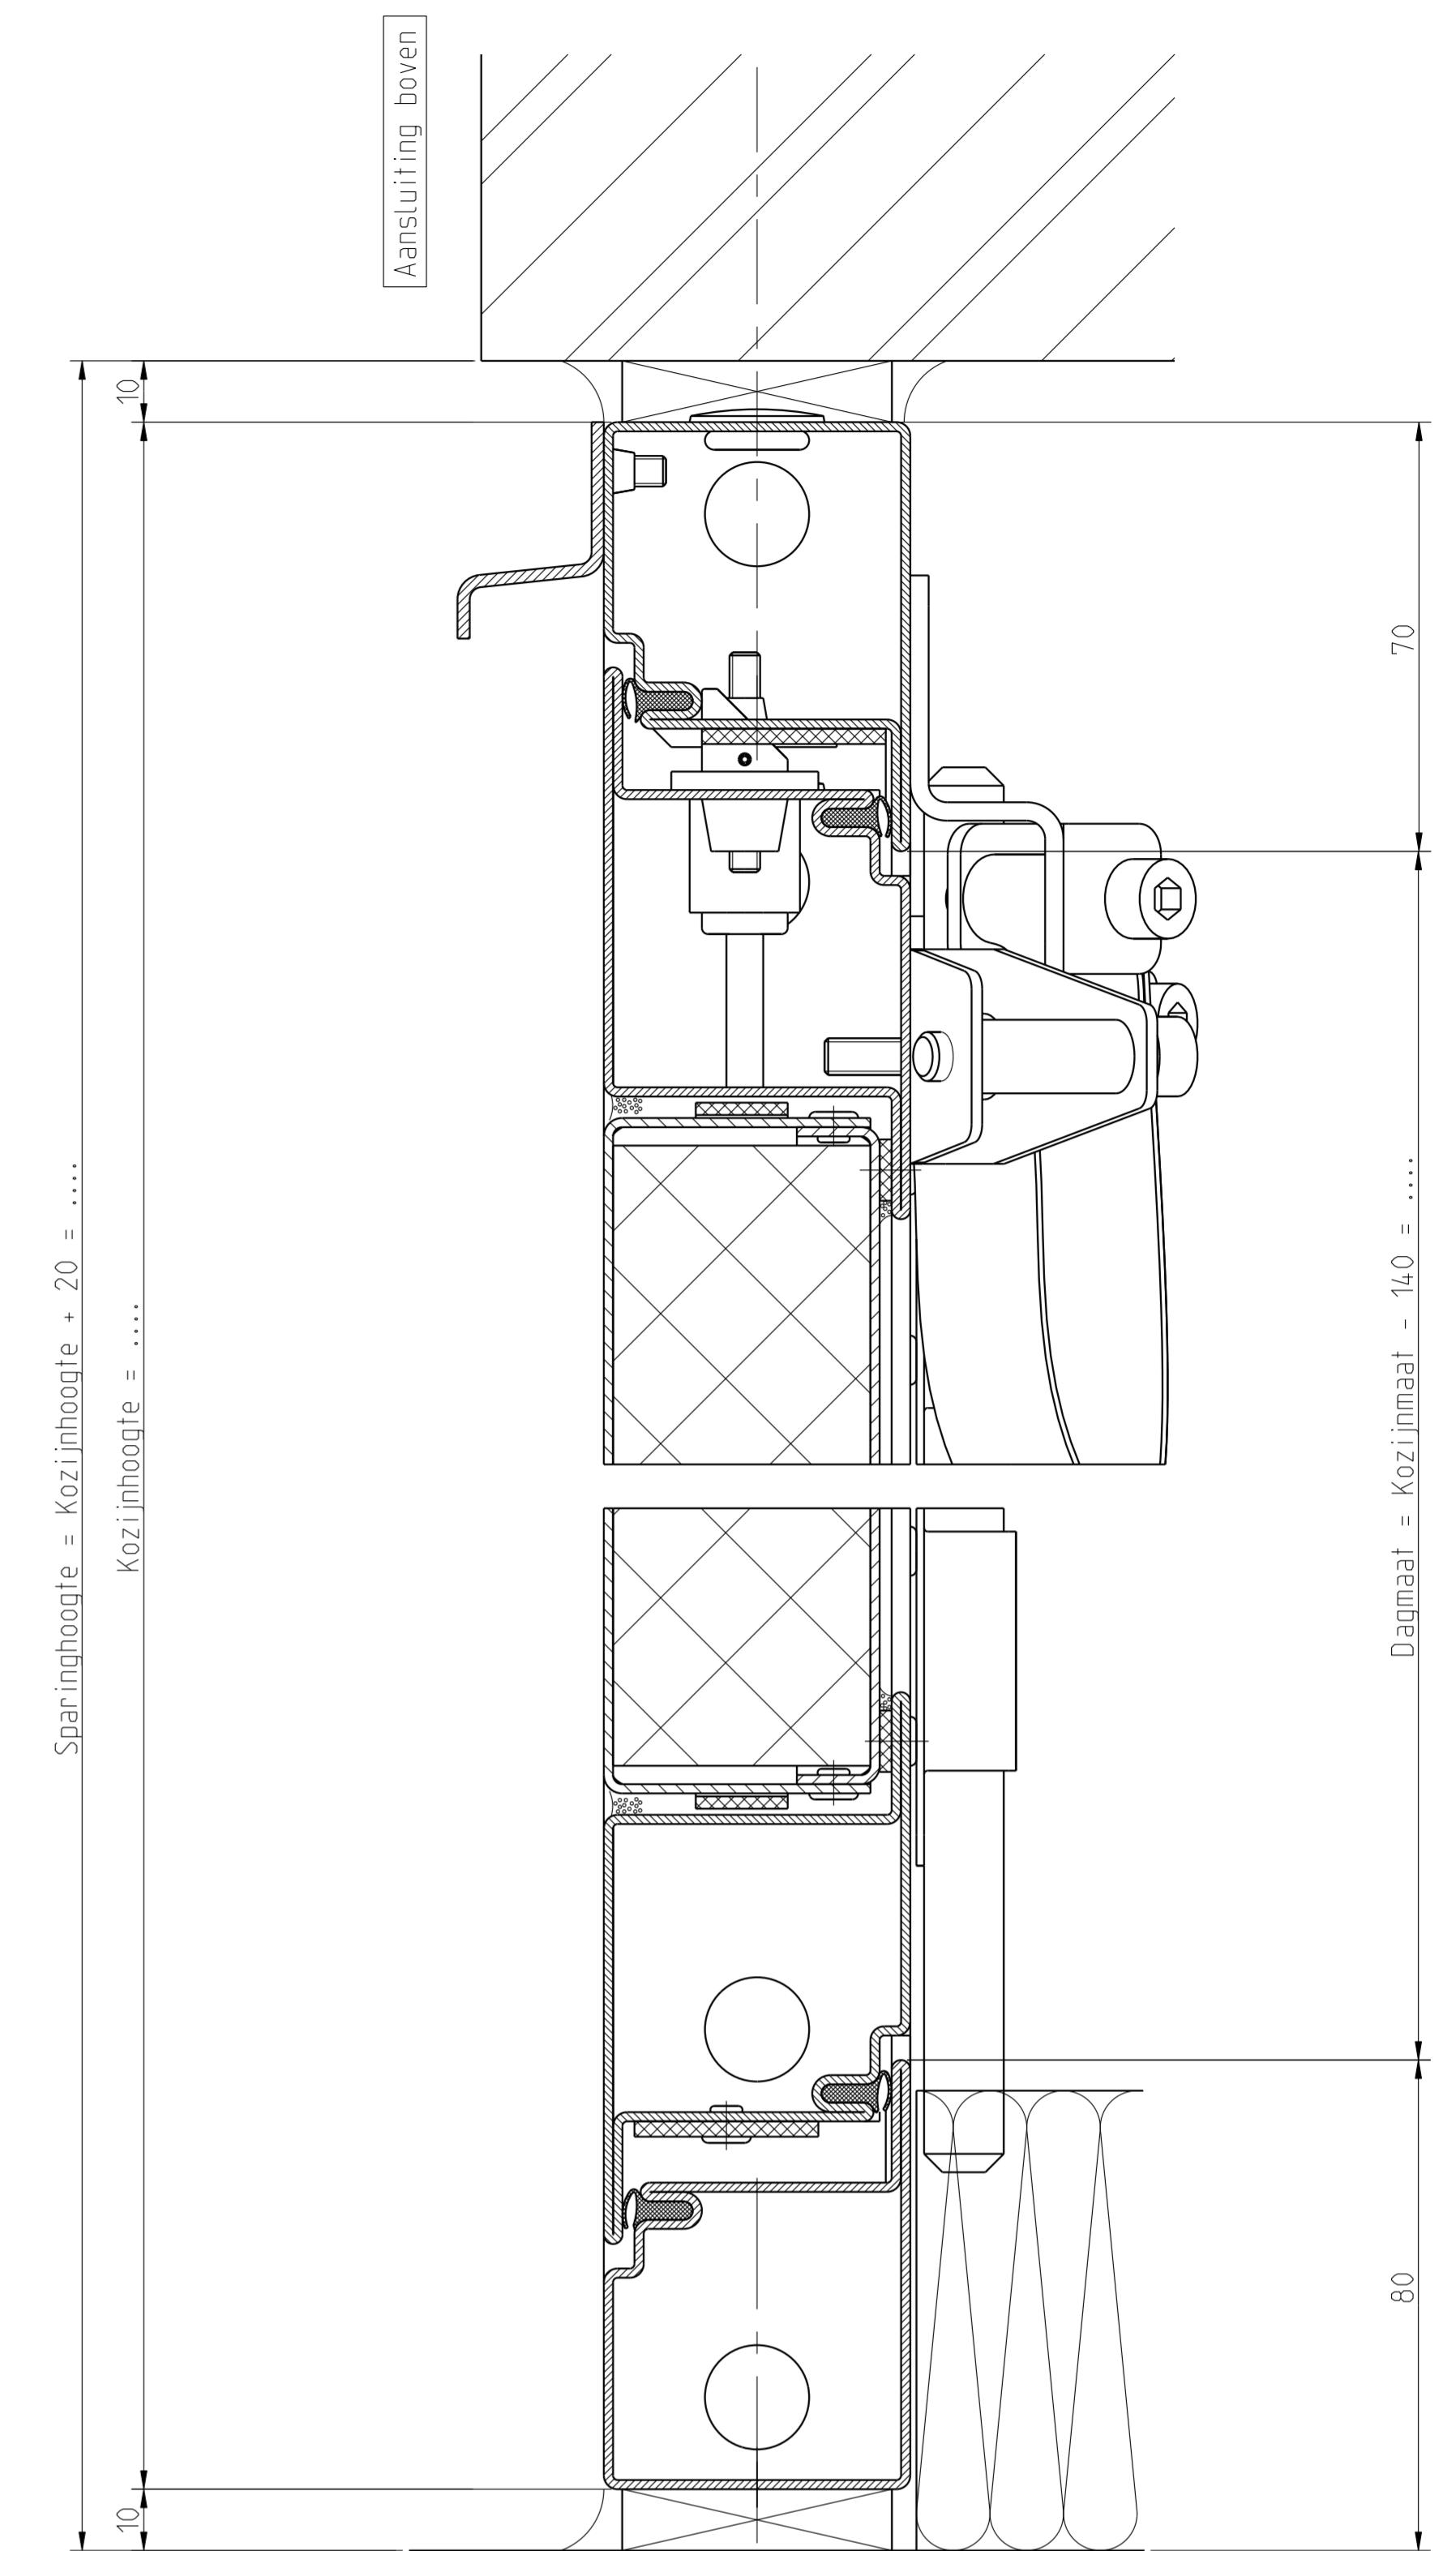 Aansluiting boven
10
70
Sparinghoogte = Kozijnhoogte + 20 = ....
Kozijnhoogte = ....
Dagmaat = Kozijnmaat - 140 = ....
80
10